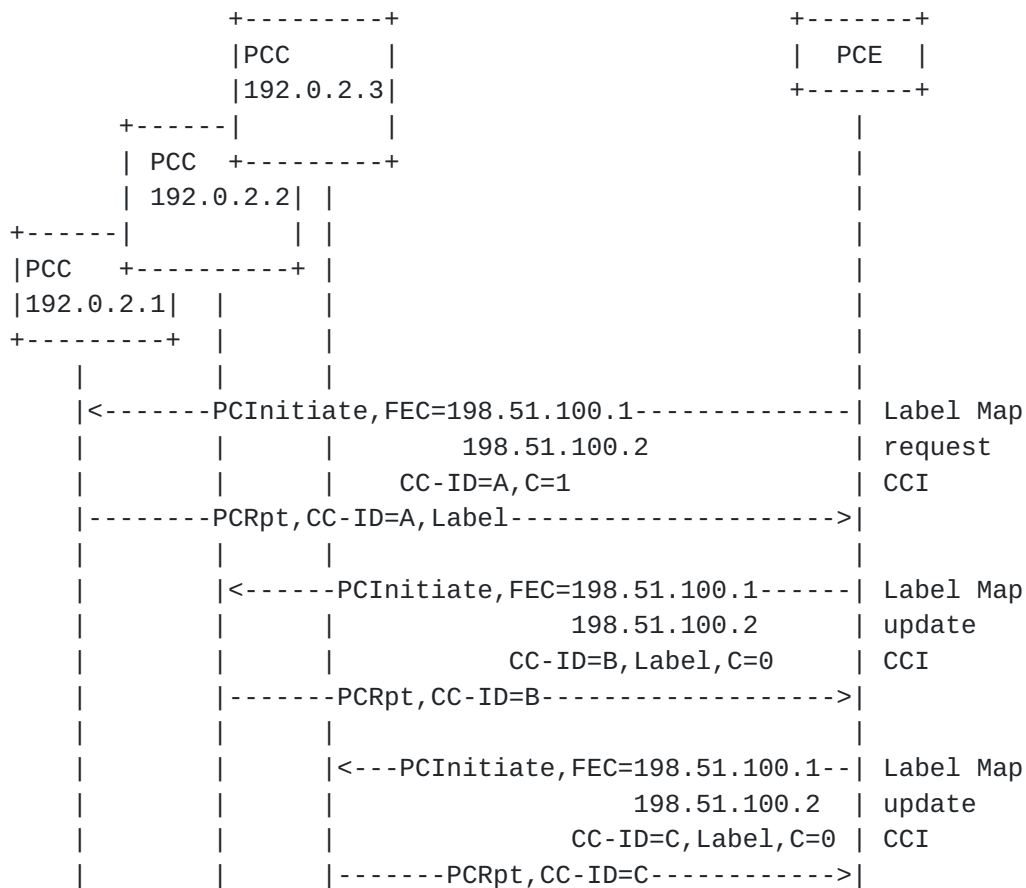 PCC PCE
192.0.2.3
PCC
192.0.2.2
PCC
192.0.2.1
PCInitiate,FEC=198.51.100.1 Label Map
198.51.100.2 request
CC-ID=A,C=1 CCI
PCRpt,CC-ID=A,Label
PCInitiate,FEC=198.51.100.1 Label Map
198.51.100.2 update
CC-ID=B,Label,C=0 CCI
PCRpt,CC-ID=B
PCInitiate,FEC=198.51.100.1 Label Map
198.51.100.2 update
CC-ID=C,Label,C=0 CCI
PCRpt,CC-ID=C